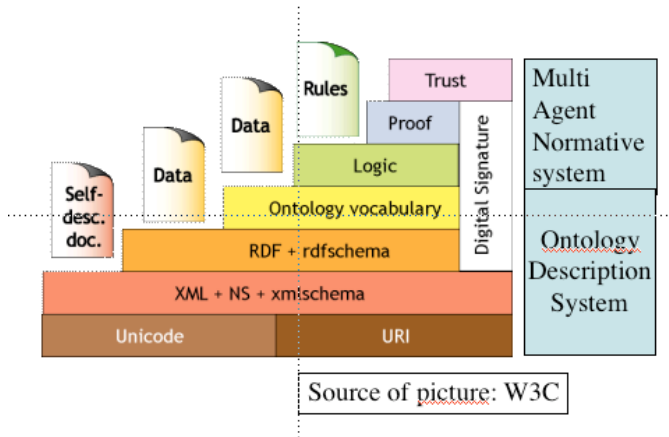 Trust
Rules
Proof
Data
Logic
Data
Self-
desc.
doc.
Ontology vocabulary
Digital Signature
RDF + rdfschema
XML + NS + xmlschema
Unicode
URI
Multi
Agent
Normative
system
Ontology
Description
System
Source of picture: W3C